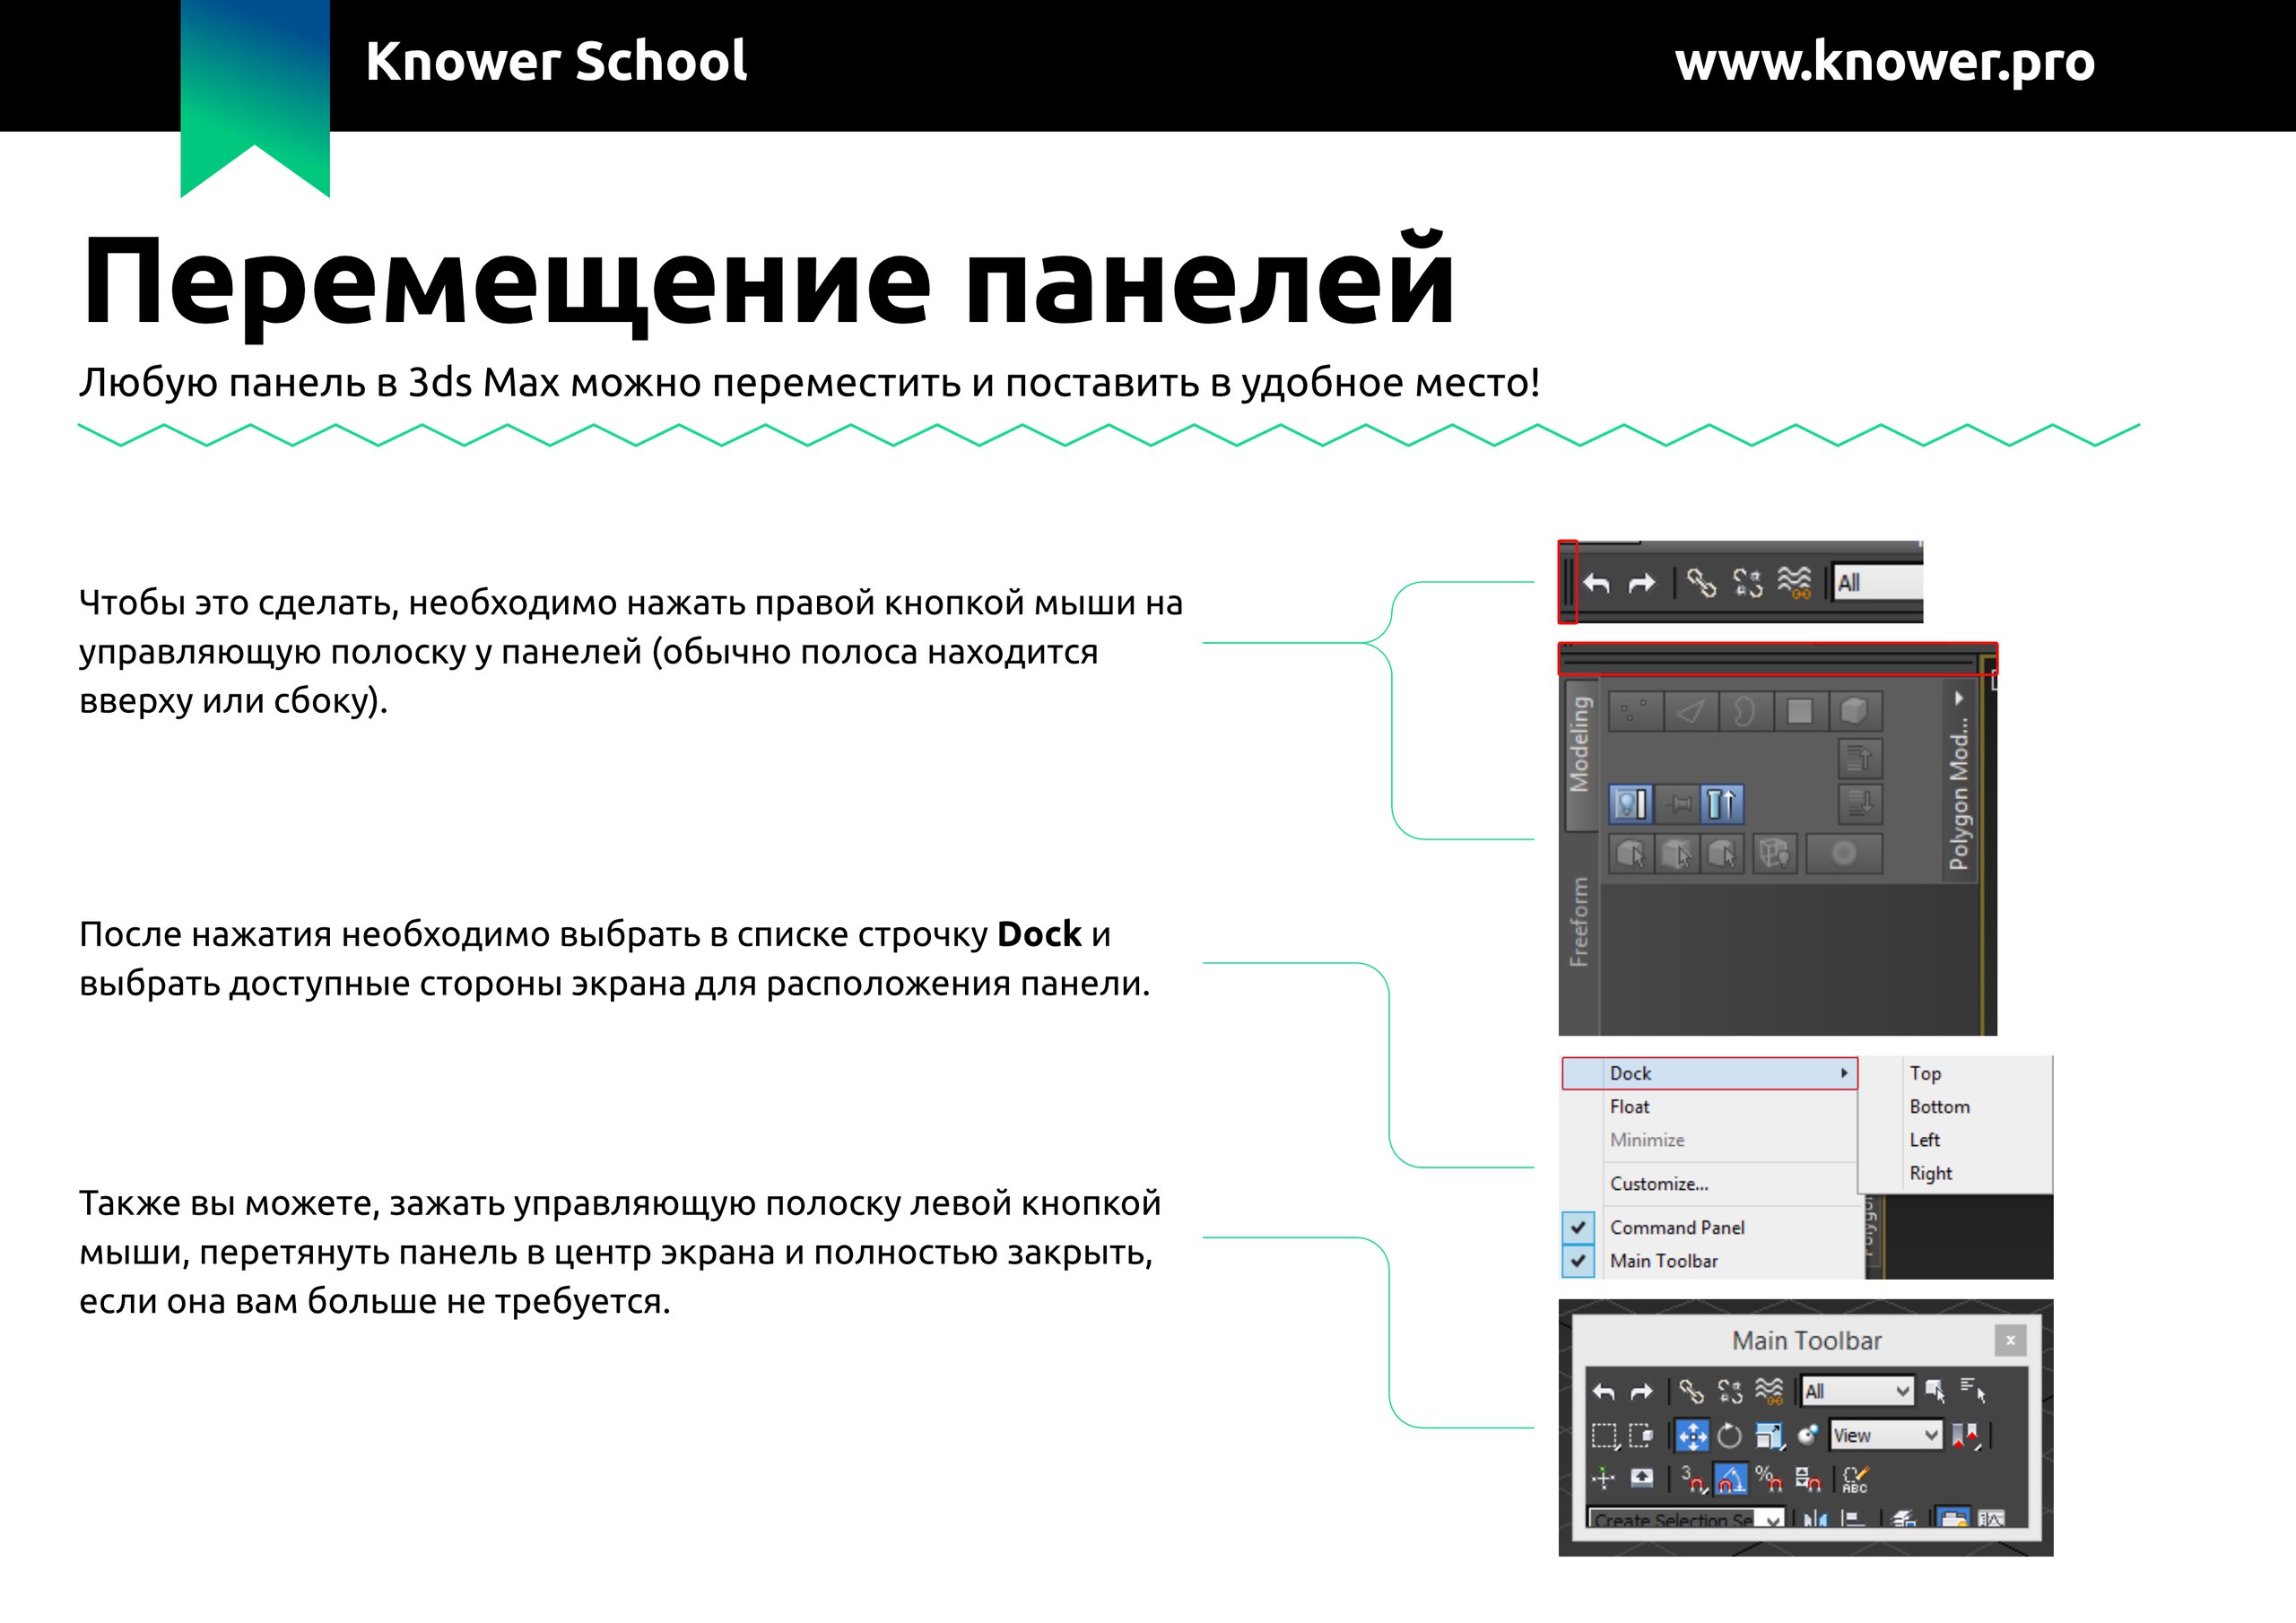 Knower School
www.knower.pro
Перемещение панелей
Любую панель в 3ds Max можно переместить и поставить в удобное место!
Чтобы это сделать, необходимо нажать правой кнопкой мыши на
управляющую полоску у панелей (обычно полоса находится
вверху или сбоку).
После нажатия необходимо выбрать в списке строчку Dock и
выбрать доступные стороны экрана для расположения панели.
Также вы можете, зажать управляющую полоску левой кнопкой
мыши, перетянуть панель в центр экрана и полностью закрыть,
если она вам больше не требуется.
All
Modeling
Freeform
Polygon Mod...
Dock
Float
Minimize
Customize...
Command Panel
Main Toolbar
Top
Bottom
Left
Right
Main Toolbar
All
View
3
%
ABC
Create Selection Se